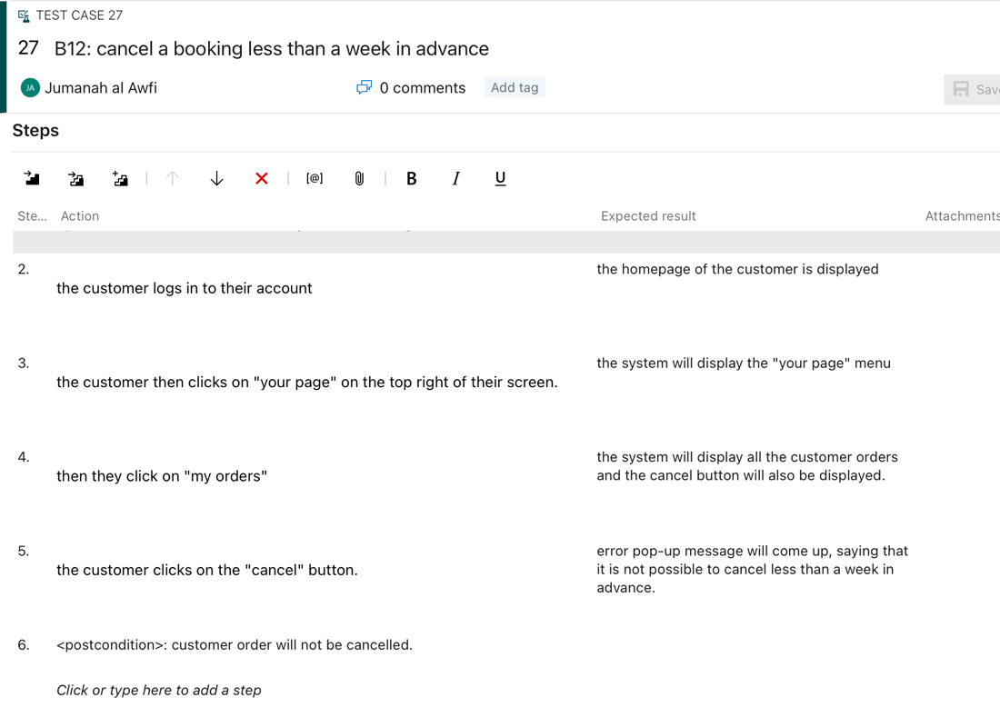 TEST CASE 27
27 B12: cancel a booking less than a week in advance
JA Jumanah al Awfi 0 comments Add tag
Steps
[@] B I U
Ste... Action Expected result Attachments
2. the homepage of the customer is displayed
the customer logs in to their account
3. the system will display the "your page" menu
the customer then clicks on "your page" on the top right of their screen.
4. the system will display all the customer orders
then they click on "my orders" and the cancel button will also be displayed.
5. error pop-up message will come up, saying that
the customer clicks on the "cancel" button. it is not possible to cancel less than a week in
advance.
6. <postcondition>: customer order will not be cancelled.
Click or type here to add a step